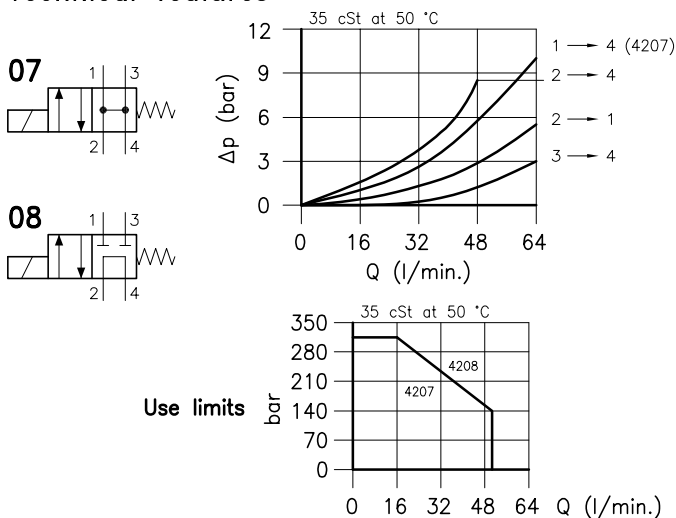 35 cSt at 50 °C
12
9
6
3
0
Δp (bar)
0 16 32 48 64
Q (l/min.)
1 → 4 (4207)
2 → 4
2 → 1
3 → 4
07
1 3
2 4
08
1 3
2 4
35 cSt at 50 °C
350
280
210
140
70
0
bar
4208
4207
Use limits
0 16 32 48 64 Q (l/min.)